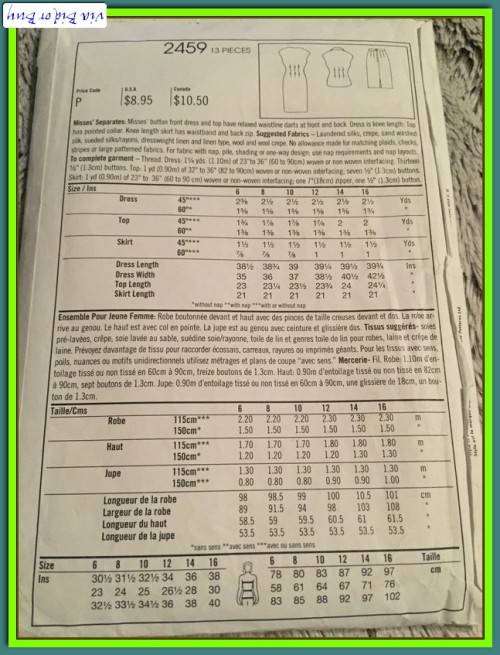 via Bid or Buy
2459 13 PIECES
Price Code U.S.A. Canada
P $8.95 $10.50
Misses' Separates: Misses' button front dress and top have relaxed waistline darts at front and back. Dress is knee length. Top
has pointed collar. Knee length skirt has waistband and back zip. Suggested Fabrics – Laundered silks, crepe, sand washed
silk, sueded silks/rayons, dressweight linen and linen type, wool and wool crepe. No allowance made for matching plaids, checks,
stripes or large patterned fabrics. For fabric with nap, pile, shading or one-way design, use nap requirements and nap layouts.
To complete garment – Thread. Dress: 1¼ yds. (1.10m) of 23" to 36" (60 to 90cm) woven or non woven interfacing. Thirteen
½" (1.3cm) buttons. Top: 1 yd (0.90m) of 32" to 36" (82 to 90cm) woven or non-woven interfacing; seven ½" (1.3cm) buttons.
Skirt: 1 yd (0.90m) of 23" to 36" (60 to 90 cm) woven or non-woven interfacing; one 7"(18cm) zipper, one ½" (1.3cm) button.
Size / Ins 6 8 10 12 14 16
Dress 45"*** 2⅜ 2½ 2½ 2½ 2½ 2½ Yds
60"** 1⅝ 1⅝ 1⅝ 1⅝ 1⅝ 1¾ "
Top 45"*** 1¾ 1⅞ 1⅞ 1⅞ 2 2 Yds
60"** 1⅜ 1⅜ 1⅜ 1⅜ 1⅜ 1⅜ "
Skirt 45"*** 1½ 1½ 1½ 1½ 1½ 1½ Yds
60"** ⅞ ⅞ ⅞ 1 1 1 "
Dress Length 38½ 38¾ 39 39¼ 39½ 39¾ Ins
Dress Width 35 36 37 38½ 40½ 42½ "
Top Length 23 23¼ 23½ 23¾ 24 24¼ "
Skirt Length 21 21 21 21 21 21 "
*without nap **with nap ***with or without nap
Ensemble Pour Jeune Femme: Robe boutonnée devant et haut avec des pinces de taille creuses devant et dos. La robe ar-
rive au genou. Le haut est avec col en pointe. La jupe est au genou avec ceinture et glissière dos. Tissus suggérés- soies
pré-lavées, crêpe, soie lavée au sable, suédine soie/rayonne, toile de lin et genres toile de lin pour robes, laine et crêpe de
laine. Prévoyez davantage de tissu pour raccorder écossais, carreaux, rayures ou imprimés géants. Pour les tissus avec sens,
poils, nuances ou motifs unidirectionnels utilisez métrages et plans de coupe "avec sens." Mercerie- Fil. Robe: 1.10m d'en-
toilage tissé ou non tissé en 60cm à 90cm, treize boutons de 1.3cm. Haut: 0.90m d'entoilage tissé ou non tissé en 82cm
à 90cm, sept boutons de 1.3cm. Jupe: 0.90m d'entoilage tissé ou non tissé en 60cm à 90cm, une glissière de 18cm, un bou-
ton de 1.3cm.
Taille/Cms 6 8 10 12 14 16
Robe 115cm*** 2.20 2.20 2.30 2.30 2.30 2.30 m
150cm* 1.50 1.50 1.50 1.50 1.50 1.50 "
Haut 115cm*** 1.70 1.70 1.70 1.80 1.80 1.80 m
150cm* 1.20 1.20 1.20 1.20 1.30 1.30 "
Jupe 115cm*** 1.30 1.30 1.30 1.30 1.30 1.30 m
150cm*** 0.80 0.80 0.80 0.90 0.90 1.00 "
Longueur de la robe 98 98.5 99 100 10.5 101 cm
Largeur de la robe 89 91.5 94 98 103 108 "
Longueur du haut 58.5 59 59.5 60.5 61 61.5 "
Longueur de la jupe 53.5 53.5 53.5 53.5 53.5 53.5 "
*sans sens **avec sens ***avec ou sans sens
Size 6 8 10 12 14 16 6 8 10 12 14 16 Taille
Ins 30½ 31½ 32½ 34 36 38 78 80 83 87 92 97 cm
23 24 25 26½ 28 30 58 61 64 67 71 76
32½ 33½ 34½ 36 38 40 83 85 88 92 97 102